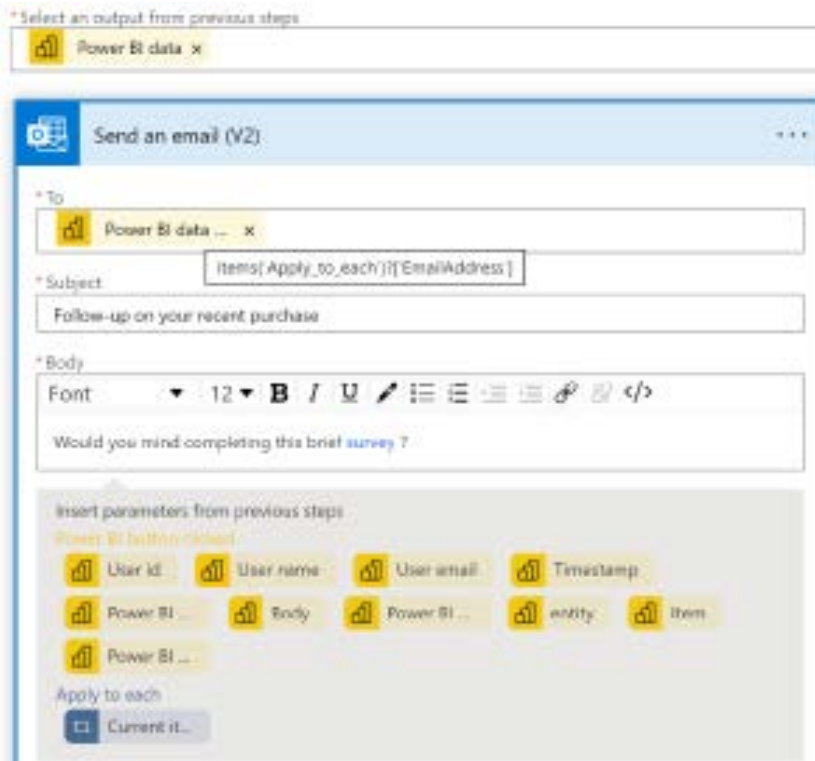 *Select an output from previous steps
Power BI data ×
Send an email (V2)
...
*To
Power BI data ... ×
items('Apply_to_each')?['EmailAddress']
*Subject
Follow-up on your recent purchase
*Body
Font 12 B I U </>
Would you mind completing this brief survey ?
Insert parameters from previous steps
Power BI button clicked
User id User name User email Timestamp
Power BI ... Body Power BI ... entity Item
Power BI ...
Apply to each
Current it...